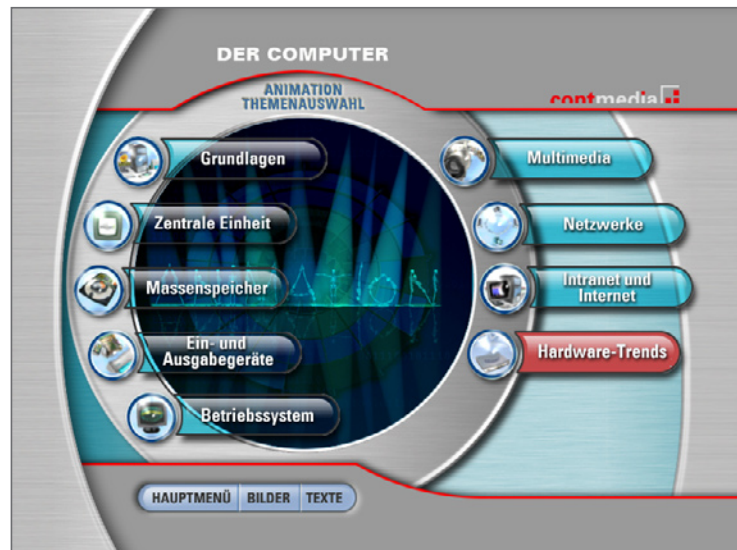 DER COMPUTER
ANIMATION
THEMENAUSWAHL
contmedia
Grundlagen
Zentrale Einheit
Massenspeicher
Ein- und
Ausgabegeräte
Betriebssystem
Multimedia
Netzwerke
Intranet und
Internet
Hardware-Trends
ANIMATION
HAUPTMENÜ BILDER TEXTE